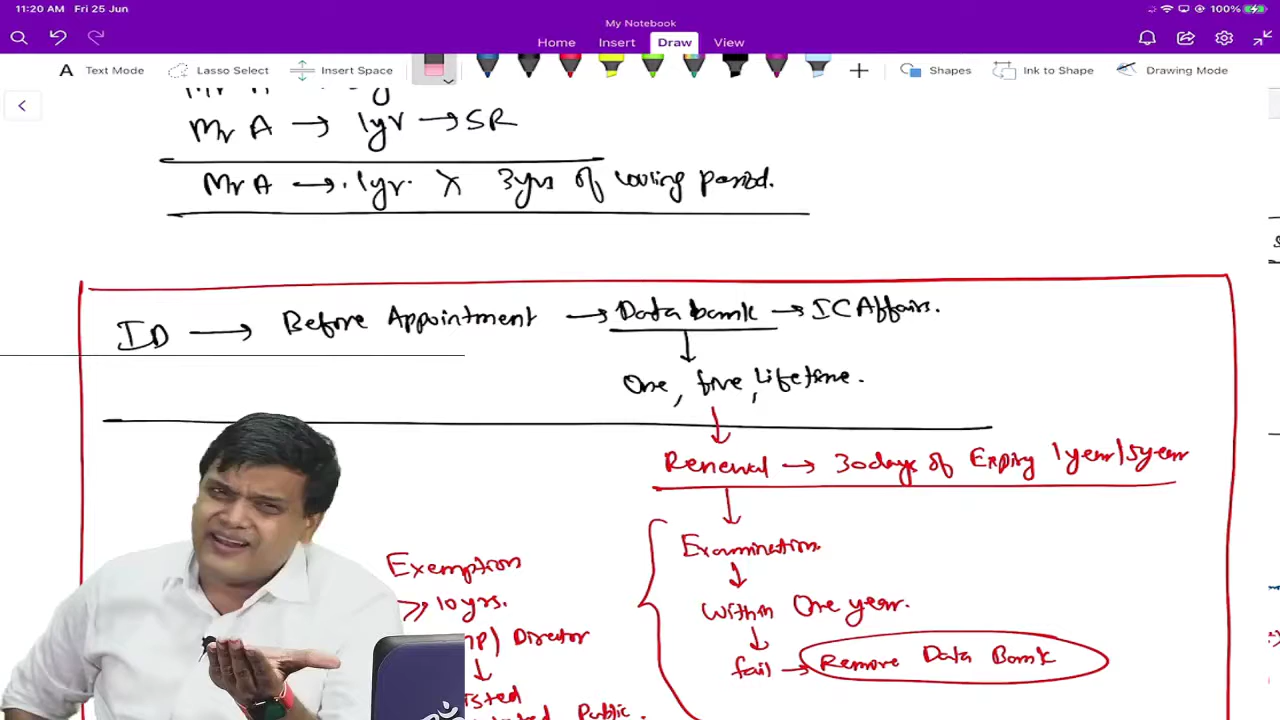 11:20 AM Fri 25 Jun
100%
My Notebook
Home Insert Draw View
Text Mode Lasso Select Insert Space Shapes Ink to Shape Drawing Mode
Mr A → 1yr → SR
Mr A → 1yr X 3yrs of cooling period.
ID → Before Appointment → Data bank → ICAffairs.
One, five, Lifetime.
Renewal → 30days of Expiry 1year/5year
Examination.
Within One year.
fail → Remove Data Bank
Exemption
≥ 10yrs.
Director
Public.